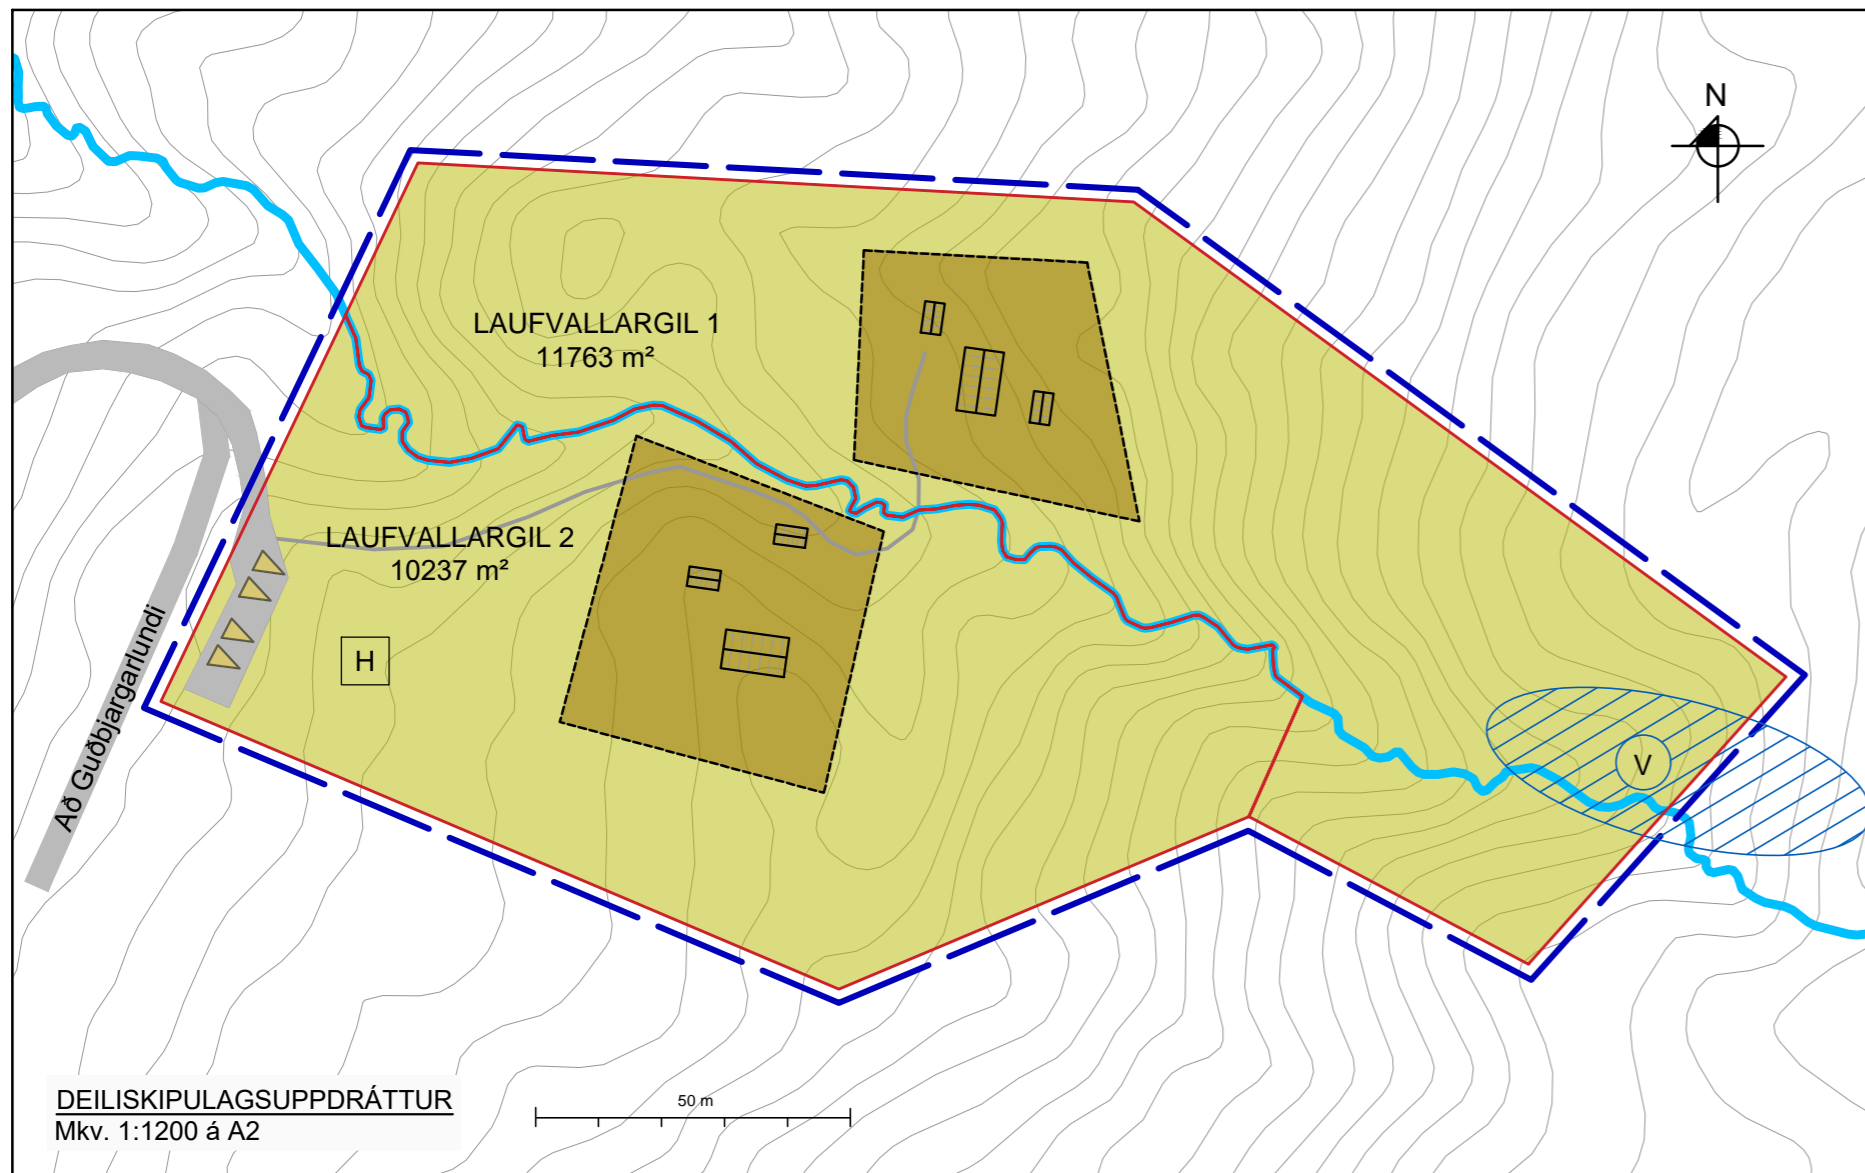 N
LAUFVALLARGIL 1
11763 m²
LAUFVALLARGIL 2
10237 m²
H
Að Guðbjargarlundi
V
DEILISKIPULAGSUPPDRÁTTUR
Mkv. 1:1200 á A2
50 m